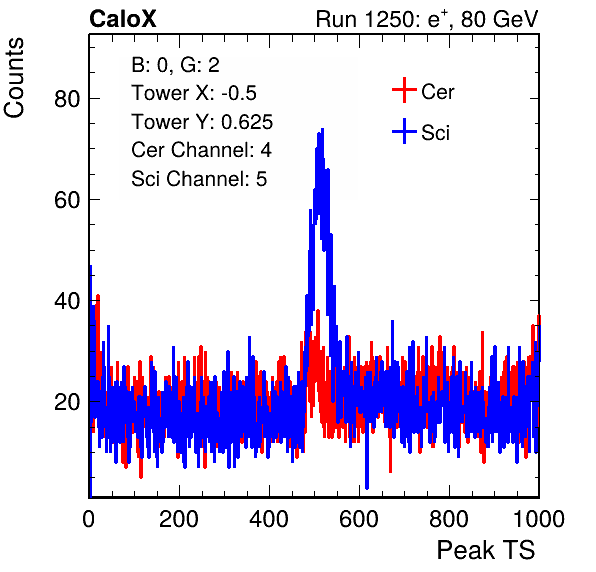 CaloX Run 1250: e⁺, 80 GeV
Counts
B: 0, G: 2
Tower X: -0.5
Tower Y: 0.625
Cer Channel: 4
Sci Channel: 5
Cer
Sci
80
60
40
20
0 200 400 600 800 1000
Peak TS